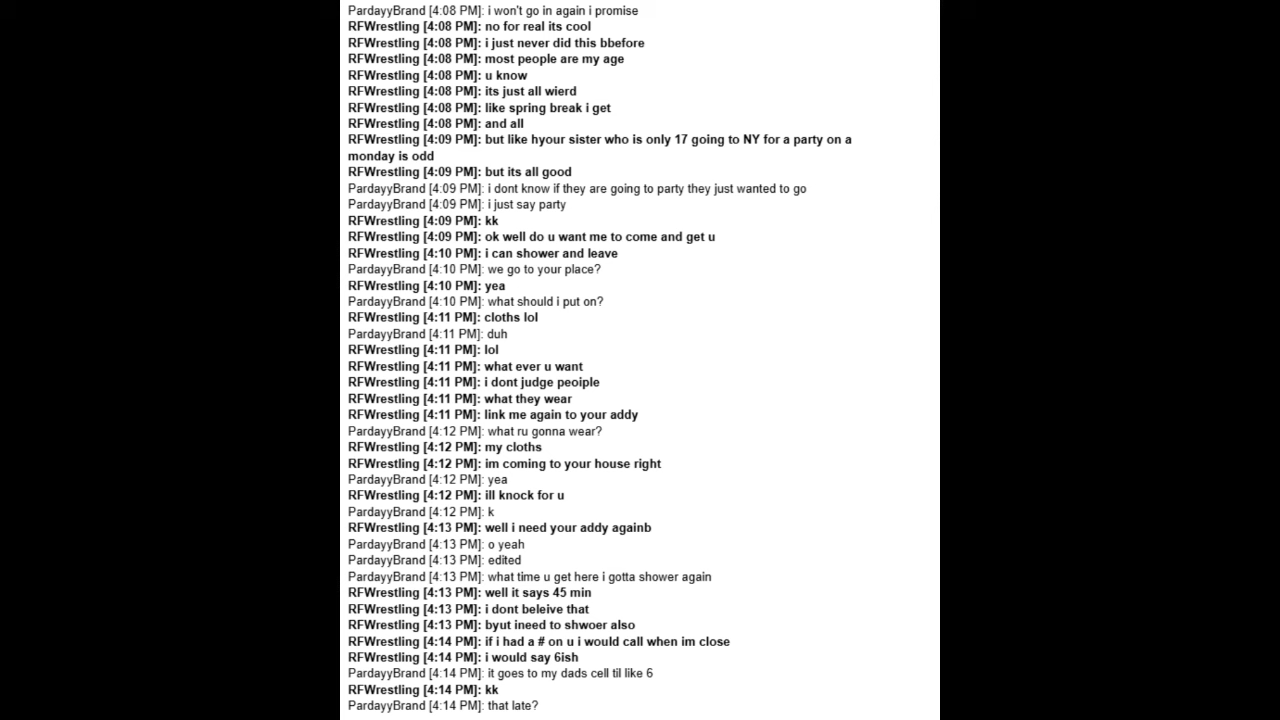 PardayyBrand [4:08 PM]: i won't go in again i promise
RFWrestling [4:08 PM]: no for real its cool
RFWrestling [4:08 PM]: i just never did this bbefore
RFWrestling [4:08 PM]: most people are my age
RFWrestling [4:08 PM]: u know
RFWrestling [4:08 PM]: its just all wierd
RFWrestling [4:08 PM]: like spring break i get
RFWrestling [4:08 PM]: and all
RFWrestling [4:09 PM]: but like hyour sister who is only 17 going to NY for a party on a
monday is odd
RFWrestling [4:09 PM]: but its all good
PardayyBrand [4:09 PM]: i dont know if they are going to party they just wanted to go
PardayyBrand [4:09 PM]: i just say party
RFWrestling [4:09 PM]: kk
RFWrestling [4:09 PM]: ok well do u want me to come and get u
RFWrestling [4:10 PM]: i can shower and leave
PardayyBrand [4:10 PM]: we go to your place?
RFWrestling [4:10 PM]: yea
PardayyBrand [4:10 PM]: what should i put on?
RFWrestling [4:11 PM]: cloths lol
PardayyBrand [4:11 PM]: duh
RFWrestling [4:11 PM]: lol
RFWrestling [4:11 PM]: what ever u want
RFWrestling [4:11 PM]: i dont judge peoiple
RFWrestling [4:11 PM]: what they wear
RFWrestling [4:11 PM]: link me again to your addy
PardayyBrand [4:12 PM]: what ru gonna wear?
RFWrestling [4:12 PM]: my cloths
RFWrestling [4:12 PM]: im coming to your house right
PardayyBrand [4:12 PM]: yea
RFWrestling [4:12 PM]: ill knock for u
PardayyBrand [4:12 PM]: k
RFWrestling [4:13 PM]: well i need your addy againb
PardayyBrand [4:13 PM]: o yeah
PardayyBrand [4:13 PM]: edited
PardayyBrand [4:13 PM]: what time u get here i gotta shower again
RFWrestling [4:13 PM]: well it says 45 min
RFWrestling [4:13 PM]: i dont beleive that
RFWrestling [4:13 PM]: byut ineed to shwoer also
RFWrestling [4:14 PM]: if i had a # on u i would call when im close
RFWrestling [4:14 PM]: i would say 6ish
PardayyBrand [4:14 PM]: it goes to my dads cell til like 6
RFWrestling [4:14 PM]: kk
PardayyBrand [4:14 PM]: that late?